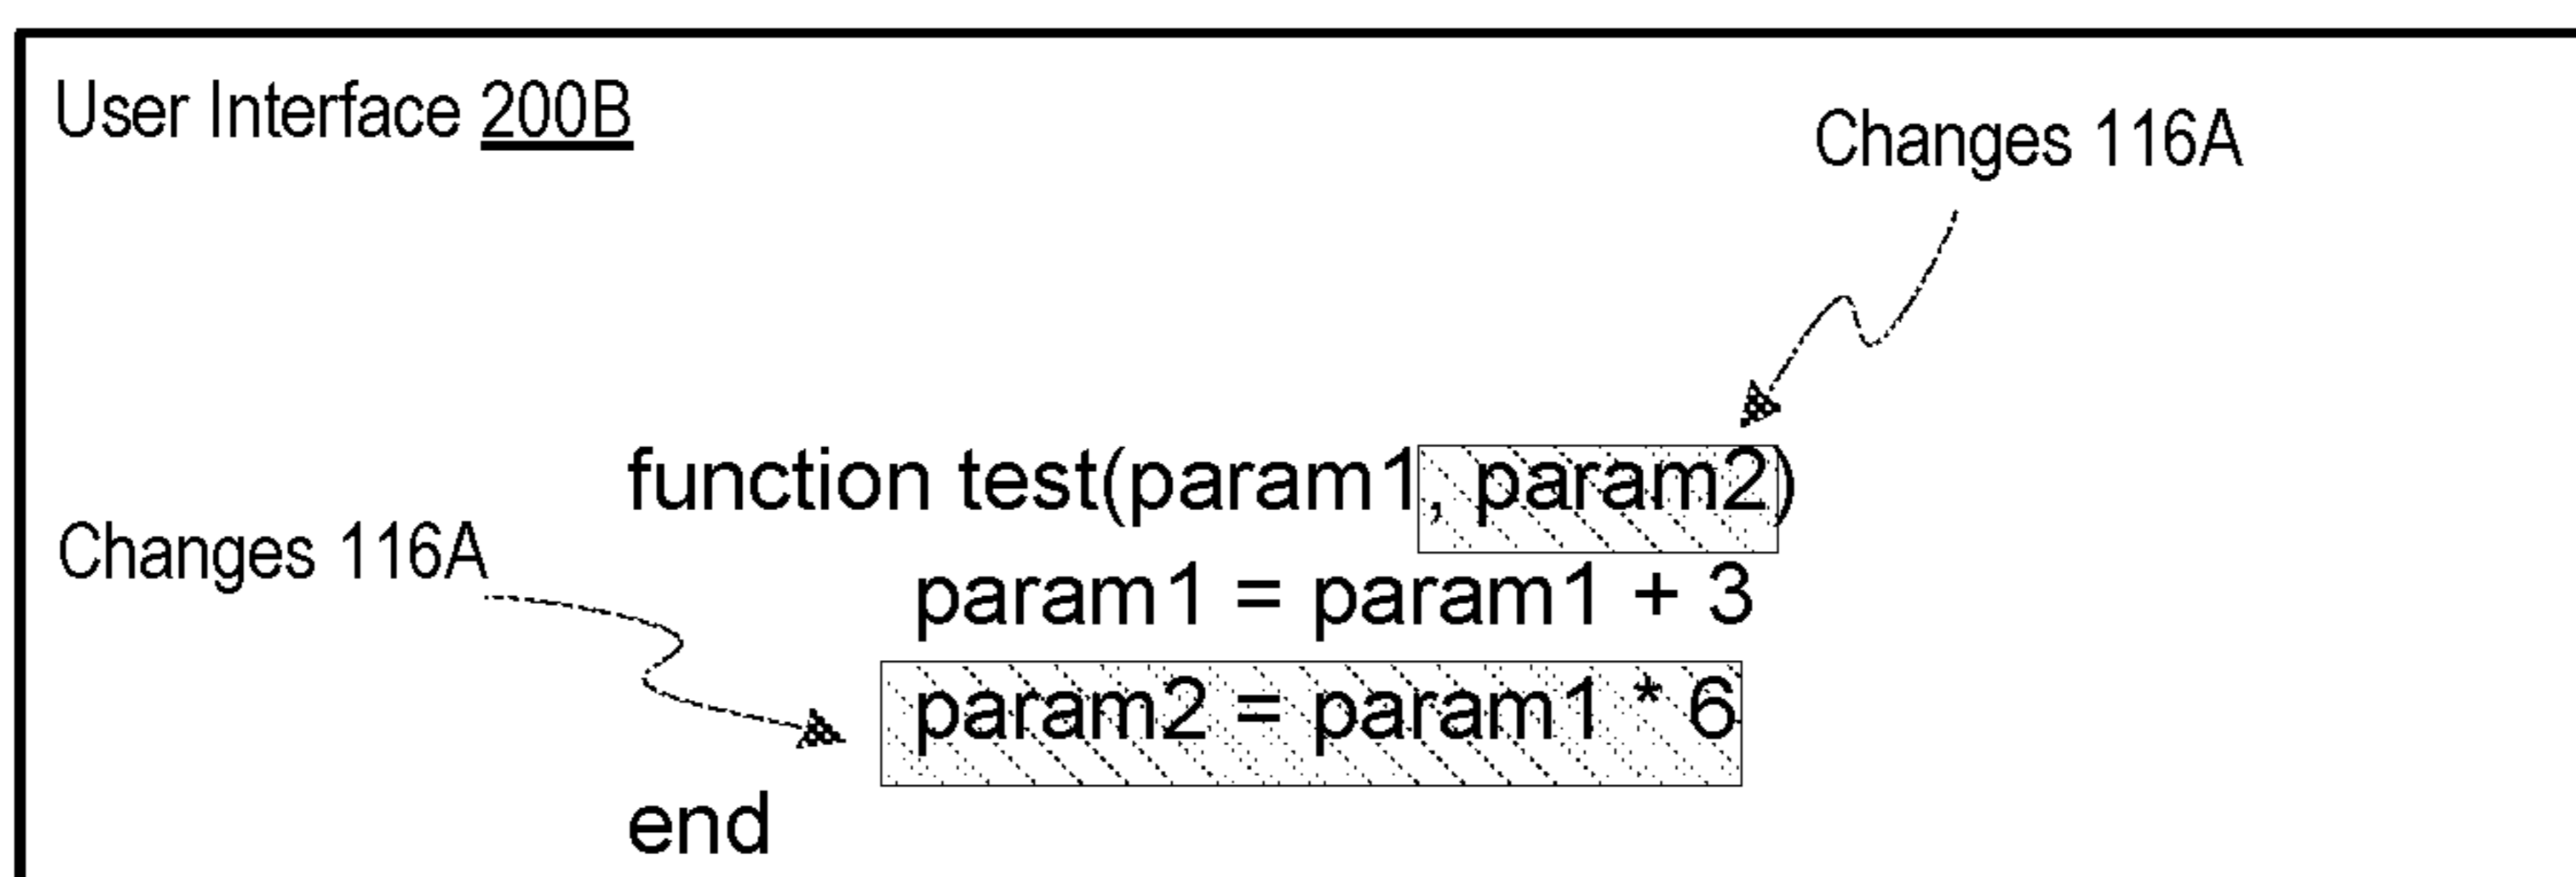 User Interface 200B
Changes 116A
function test(param1, param2)
Changes 116A
param1 = param1 + 3
param2 = param1 * 6
end